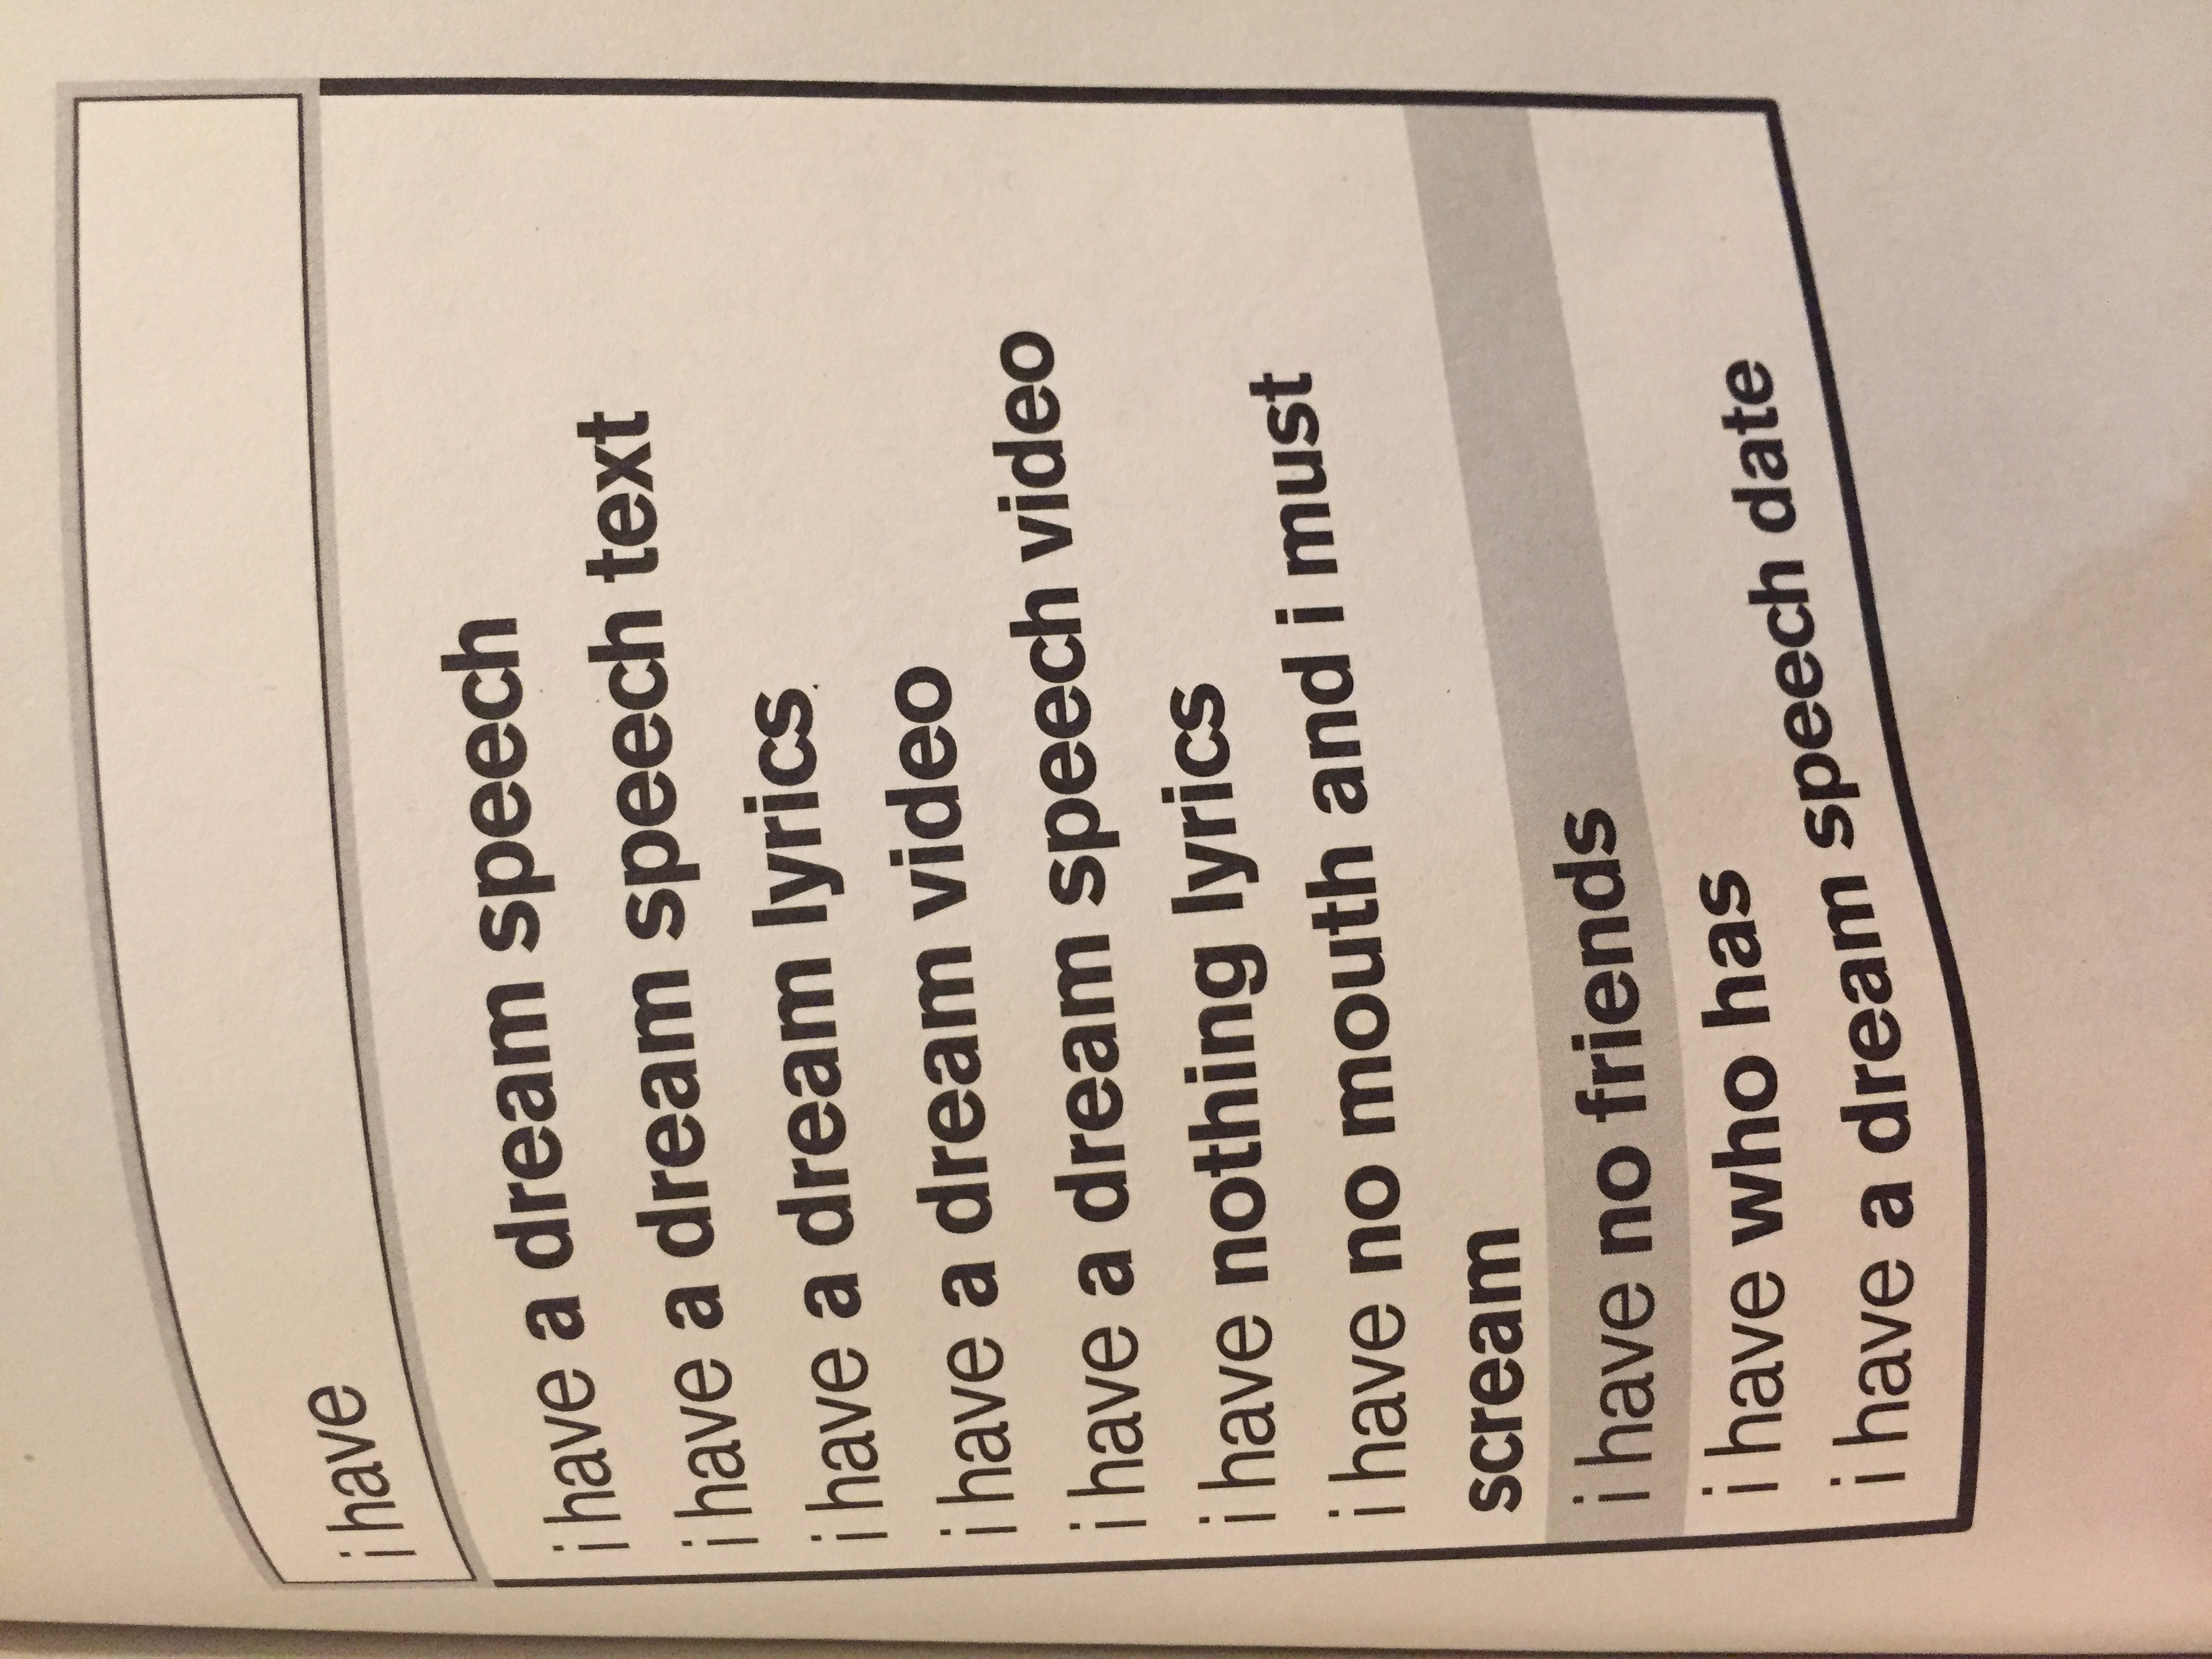 i have
i have a dream speech
i have a dream speech text
i have a dream lyrics
i have a dream video
i have a dream speech video
i have nothing lyrics
i have no mouth and i must
scream
i have no friends
i have who has
i have a dream speech date